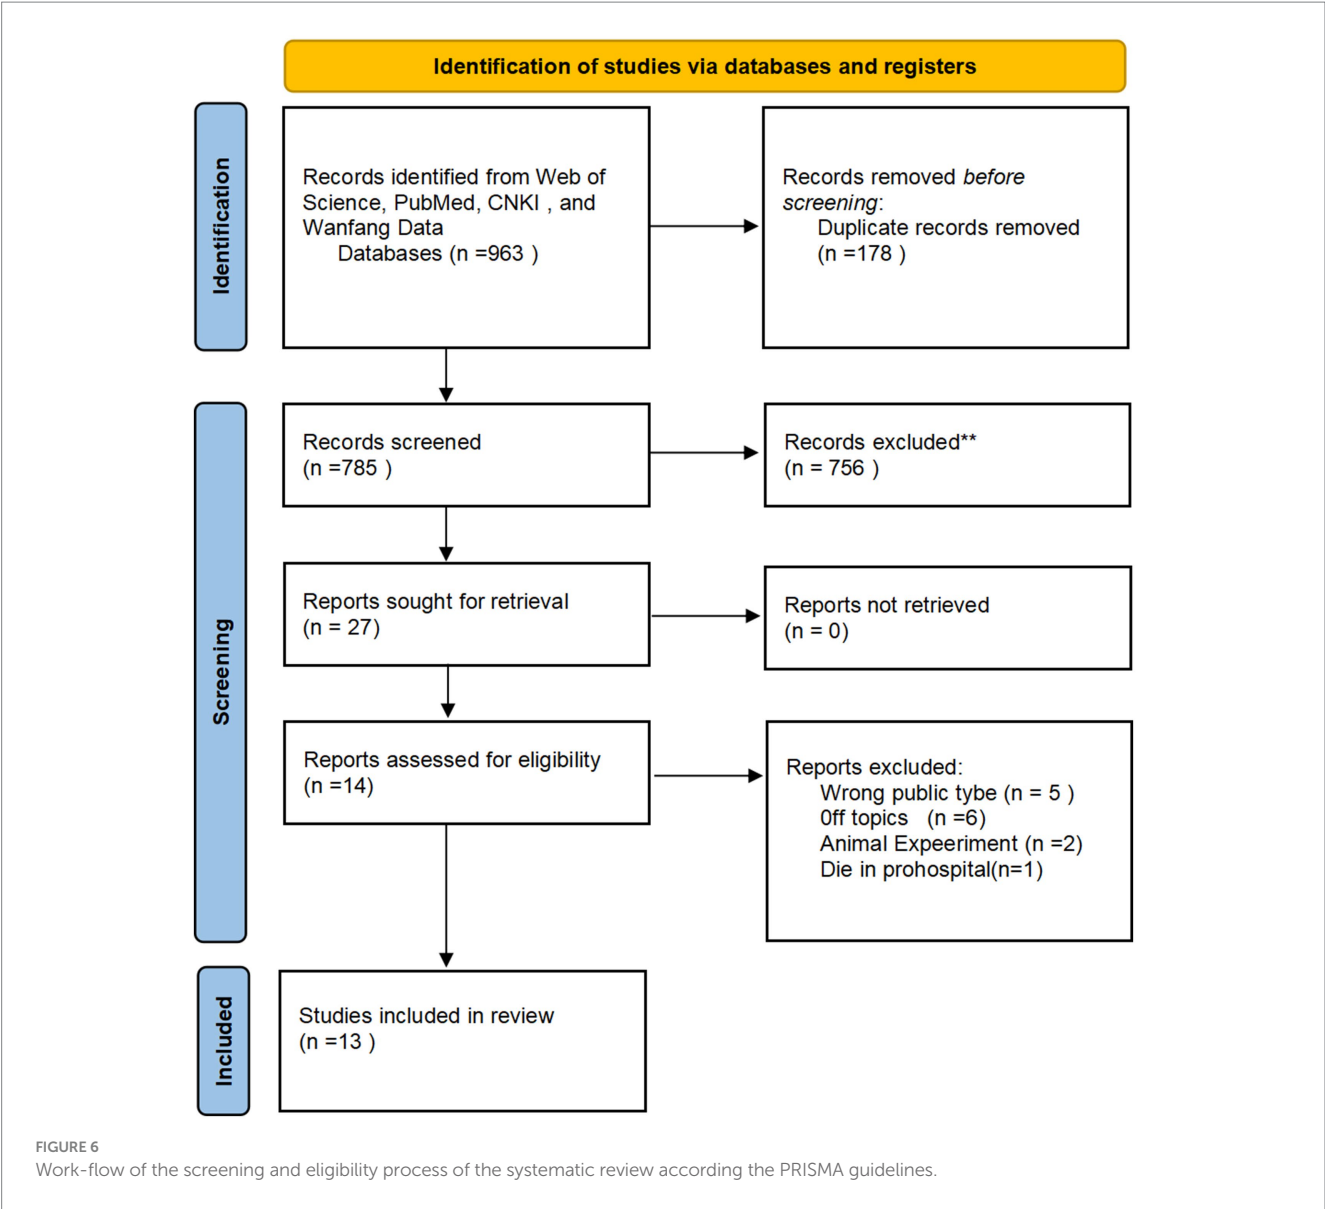 Identification of studies via databases and registers
Identification
Records identified from Web of
Science, PubMed, CNKI , and
Wanfang Data
Databases (n =963 )
Records removed before
screening:
Duplicate records removed
(n =178 )
Screening
Records screened
(n =785 )
Records excluded**
(n = 756 )
Reports sought for retrieval
(n = 27)
Reports not retrieved
(n = 0)
Reports assessed for eligibility
(n =14)
Reports excluded:
Wrong public tybe (n = 5 )
0ff topics (n =6)
Animal Expeeriment (n =2)
Die in prohospital(n=1)
Included
Studies included in review
(n =13 )
FIGURE 6
Work-flow of the screening and eligibility process of the systematic review according the PRISMA guidelines.